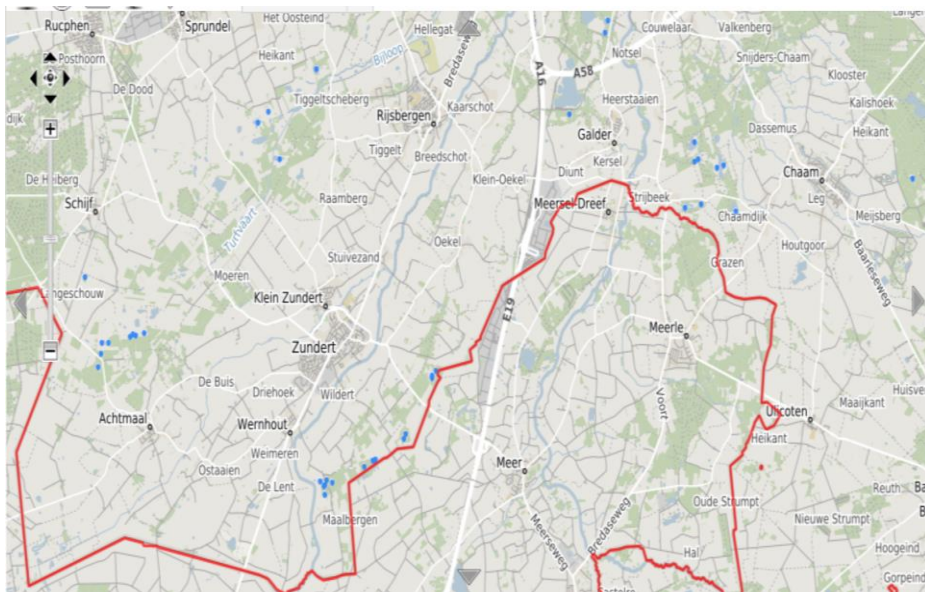 Het Oosteind
Hellegat
Couwelaar
Valkenberg
Rucphen
Sprundel
Notsel
Posthoorn
Heikant
Bijloop
Bredasew
Snijders-Chaam
A16
A58
Klooster
De Dood
Tiggeltscheberg
Kaarschot
Heerstaaien
Kalishoek
Rijsbergen
Dassemus
dijk
Galder
Heikant
Tiggelt
Breedschot
Kersel
De Heiberg
Klein-Oekel
Diunt
Chaam
Schijf
Raamberg
Meersel-Dreef
Strijbeek
Leg
Chaamdijk
Meijsberg
Turfvaart
Oekel
Houtgoor
Stuivezand
Moeren
Grazen
Baarleseweg
Langeschouw
Klein Zundert
E19
Meerle
Zundert
De Buis
Driehoek
Wildert
Voort
Huisve
Maaijkant
Achtmaal
Ulicoten
Wernhout
Heikant
Weimeren
Ostaaien
Meer
De Lent
Reuth
Ba
Oude Strumpt
Maalbergen
Nieuwe Strumpt
B
Meerseweg
Bredaseweg
Hal
Hoogeind
Gorpeind